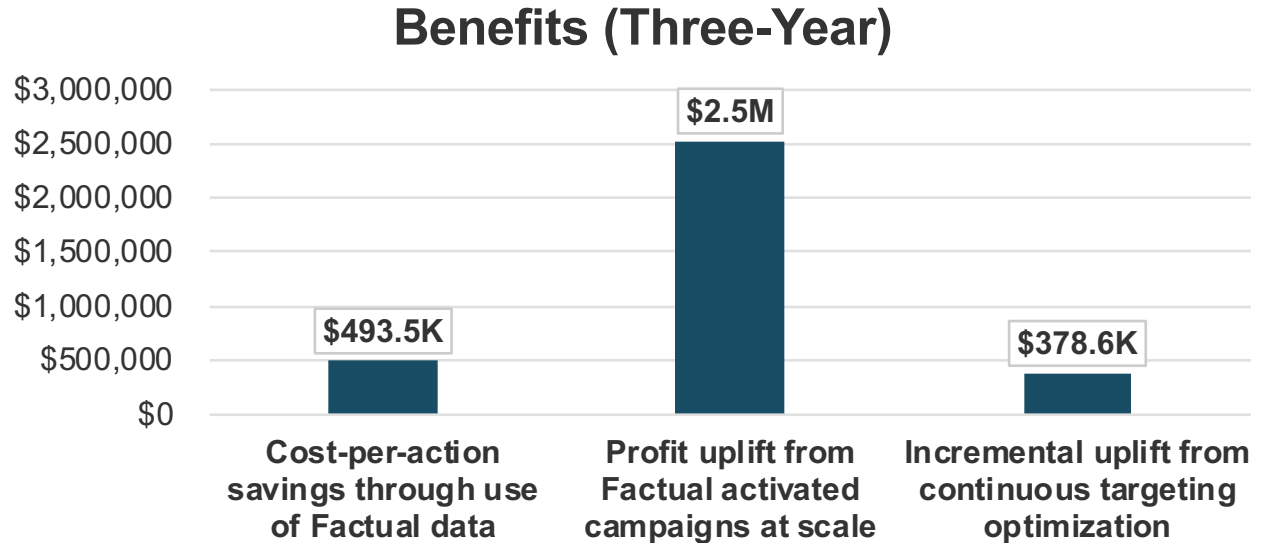 Benefits (Three-Year)
$3,000,000
$2,500,000
$2,000,000
$1,500,000
$1,000,000
$500,000
$0
$493.5K
$2.5M
$378.6K
Cost-per-action
savings through use
of Factual data
Profit uplift from
Factual activated
campaigns at scale
Incremental uplift from
continuous targeting
optimization